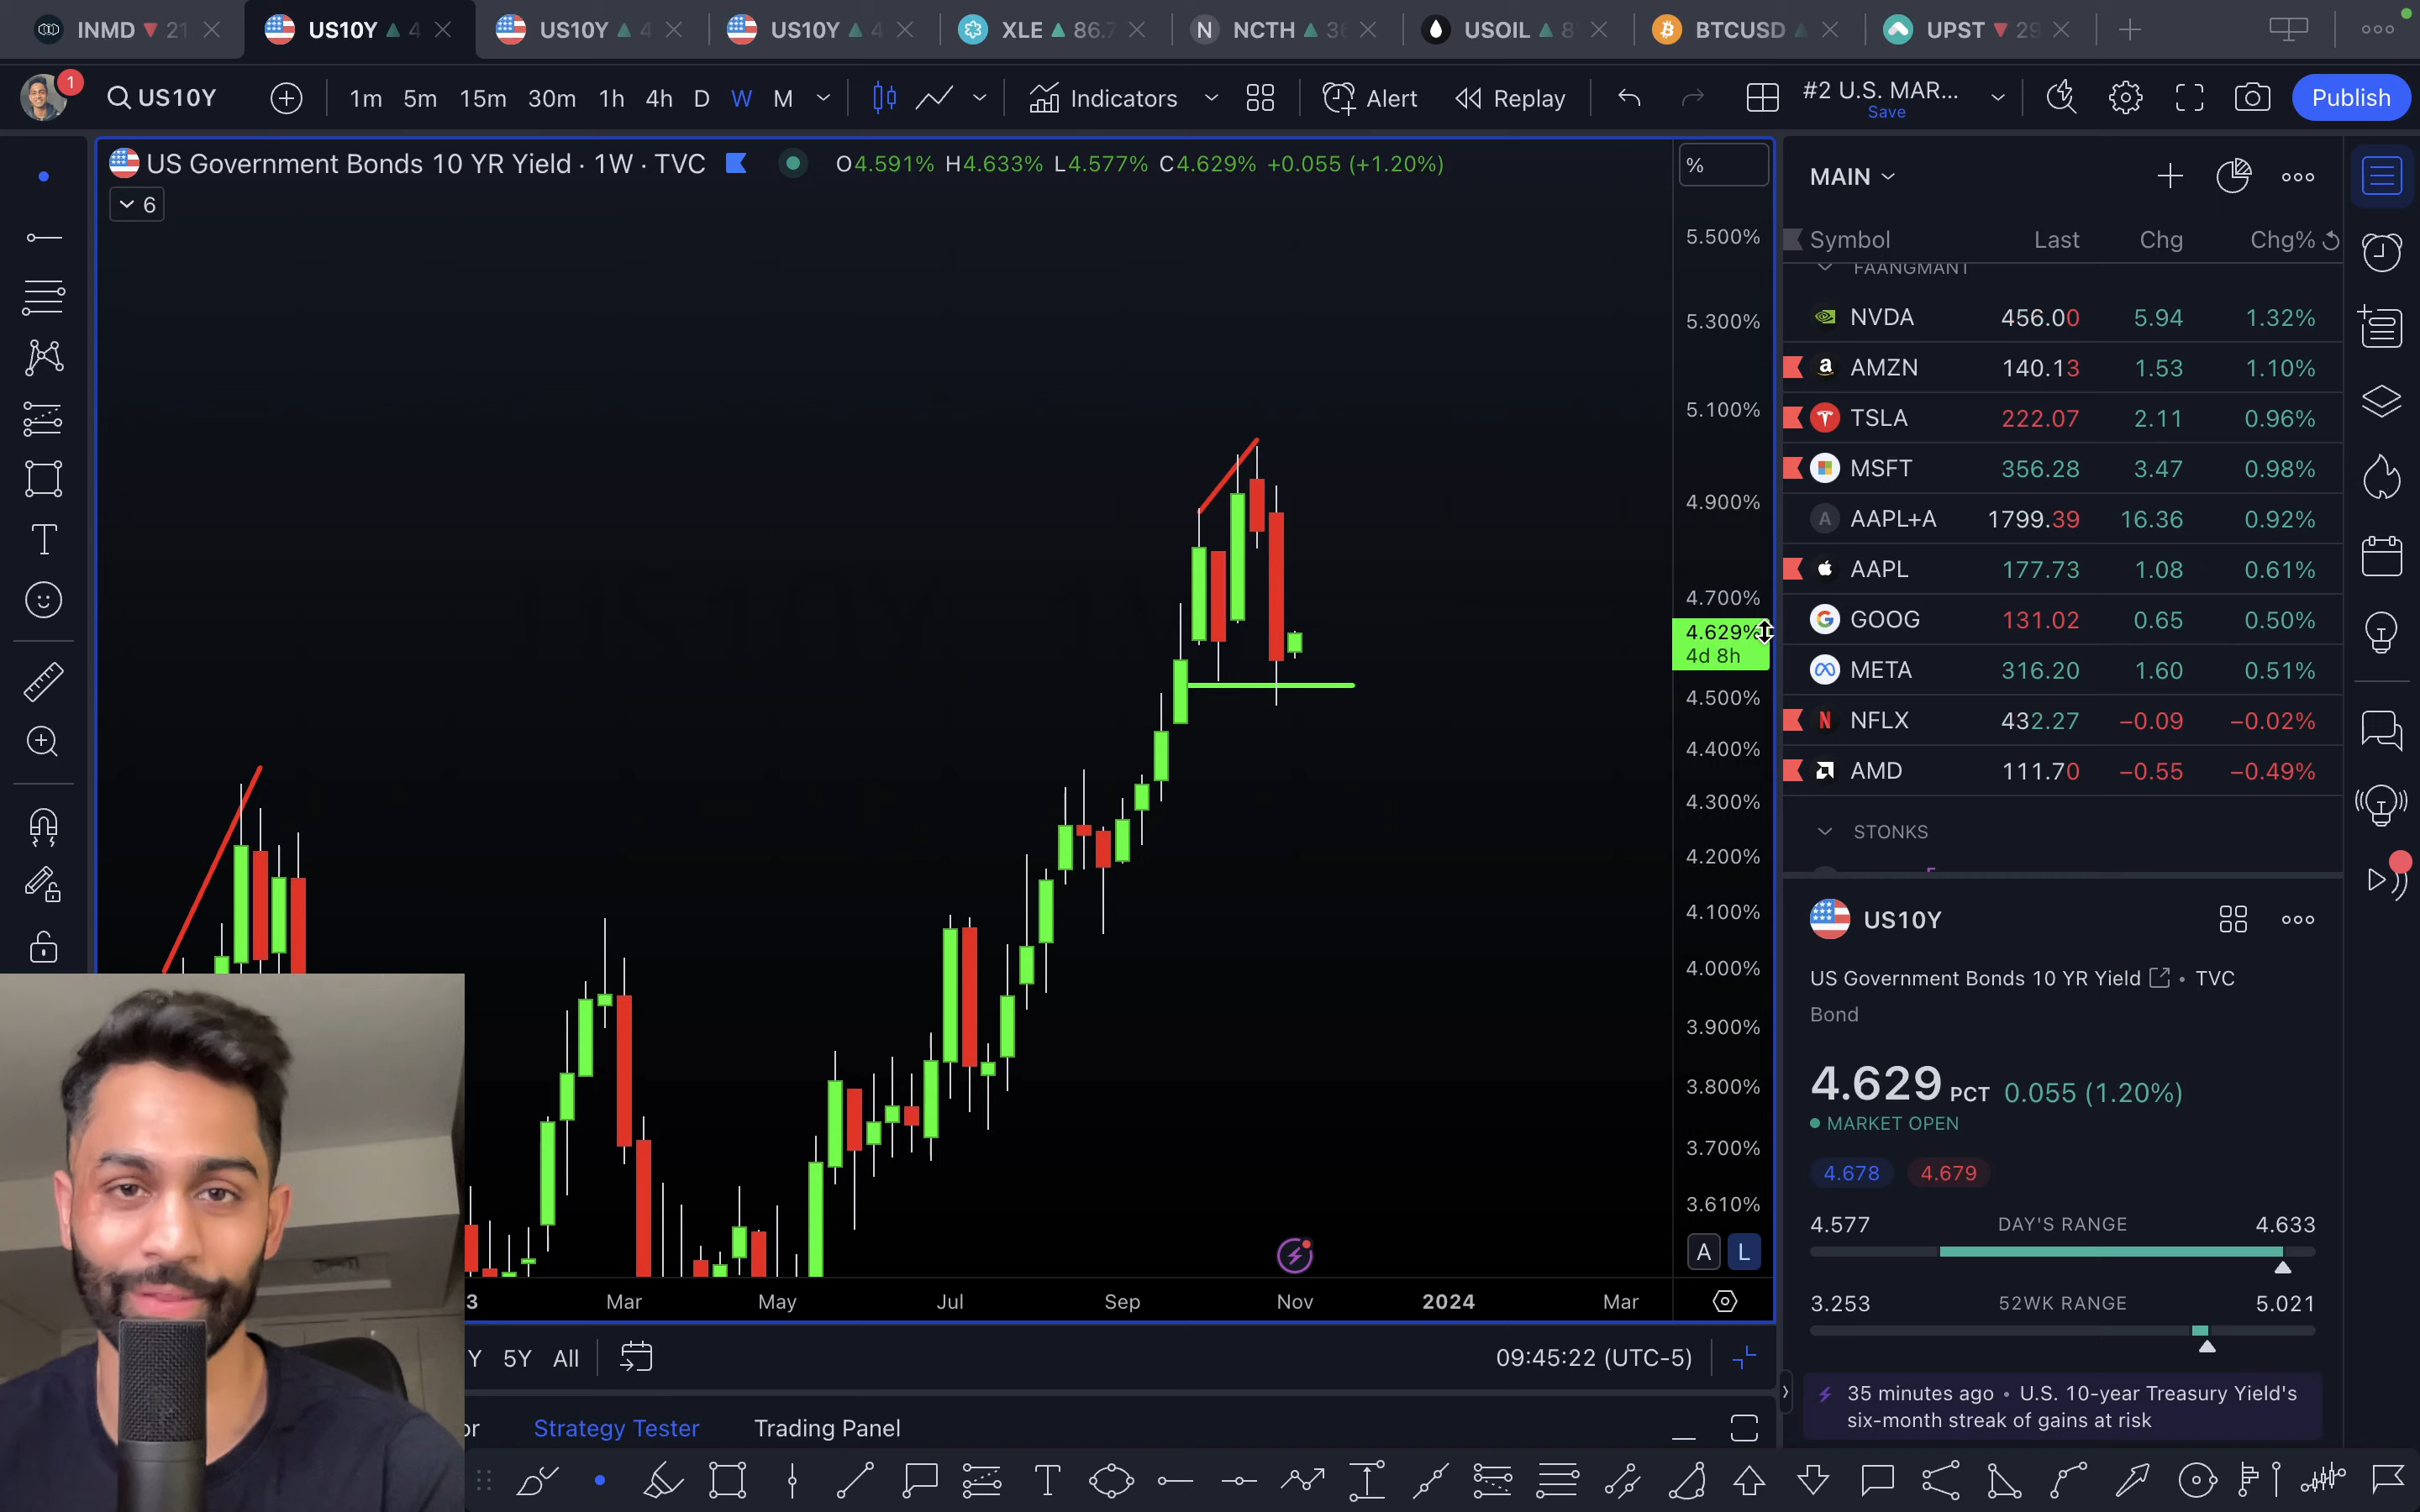 INMD 21 US10Y 4 US10Y 4 US10Y 4 XLE 86.7 NCTH 36 USOIL 8 BTCUSD UPST 29
1 US10Y 1m 5m 15m 30m 1h 4h D W M Indicators Alert Replay #2 U.S. MAR... Publish
Save
US Government Bonds 10 YR Yield · 1W · TVC O4.591% H4.633% L4.577% C4.629% +0.055 (+1.20%)
6
%
5.500%
5.300%
5.100%
4.900%
4.700%
4.629%
4d 8h
4.500%
4.400%
4.300%
4.200%
4.100%
4.000%
3.900%
3.800%
3.700%
3.610%
A L
3 Mar May Jul Sep Nov 2024 Mar
Y 5Y All 09:45:22 (UTC-5)
or Strategy Tester Trading Panel
MAIN
Symbol Last Chg Chg%
FAANGMANT
NVDA 456.00 5.94 1.32%
AMZN 140.13 1.53 1.10%
TSLA 222.07 2.11 0.96%
MSFT 356.28 3.47 0.98%
A AAPL+A 1799.39 16.36 0.92%
AAPL 177.73 1.08 0.61%
GOOG 131.02 0.65 0.50%
META 316.20 1.60 0.51%
NFLX 432.27 −0.09 −0.02%
AMD 111.70 −0.55 −0.49%
STONKS
US10Y
US Government Bonds 10 YR Yield • TVC
Bond
4.629 PCT 0.055 (1.20%)
MARKET OPEN
4.678 4.679
4.577 DAY'S RANGE 4.633
3.253 52WK RANGE 5.021
35 minutes ago • U.S. 10-year Treasury Yield's
six-month streak of gains at risk